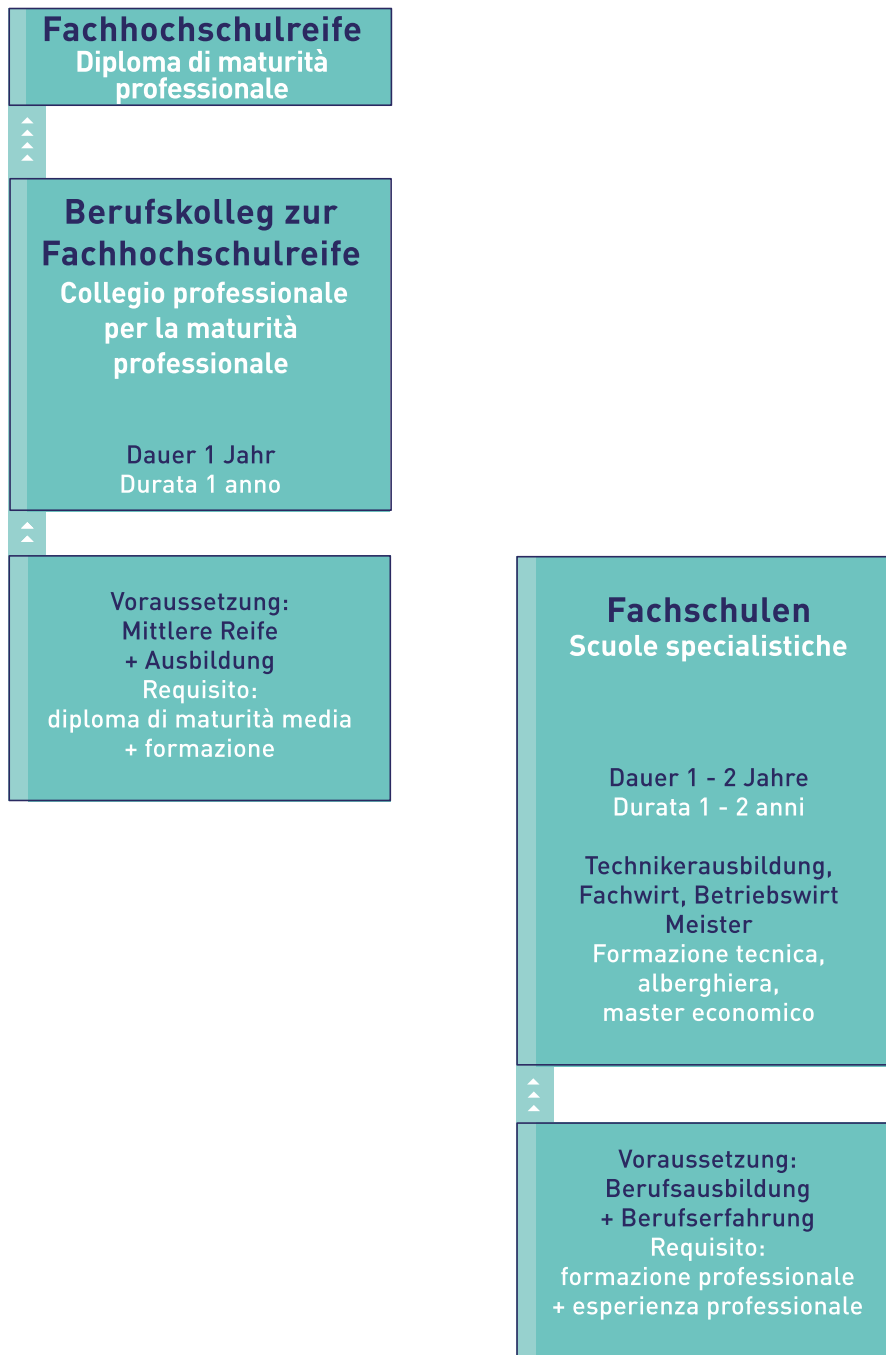 Fachhochschulreife
Diploma di maturità
professionale
Berufskolleg zur
Fachhochschulreife
Collegio professionale
per la maturità
professionale
Dauer 1 Jahr
Durata 1 anno
Voraussetzung:
Mittlere Reife
+ Ausbildung
Requisito:
diploma di maturità media
+ formazione
Fachschulen
Scuole specialistiche
Dauer 1 - 2 Jahre
Durata 1 - 2 anni
Technikerausbildung,
Fachwirt, Betriebswirt
Meister
Formazione tecnica,
alberghiera,
master economico
Voraussetzung:
Berufsausbildung
+ Berufserfahrung
Requisito:
formazione professionale
+ esperienza professionale